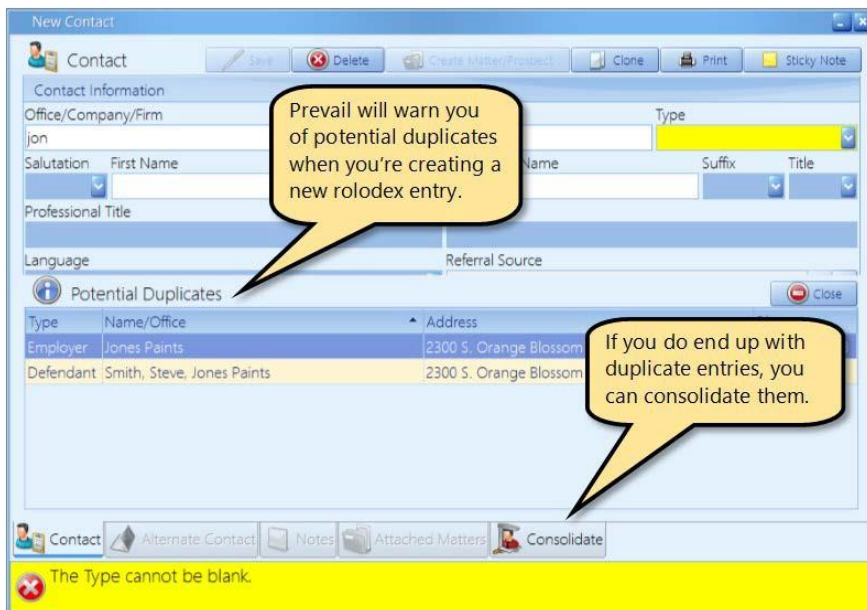 New Contact
Contact Save Delete Create Matter/Prospect Clone Print Sticky Note
Contact Information
Office/Company/Firm Type
jon
Salutation First Name Name Suffix Title
Professional Title
Language Referral Source
Prevail will warn you
of potential duplicates
when you're creating a
new rolodex entry.
Potential Duplicates Close
Type Name/Office Address
Employer Jones Paints 2300 S. Orange Blossom
Defendant Smith, Steve, Jones Paints 2300 S. Orange Blossom
If you do end up with
duplicate entries, you
can consolidate them.
Contact Alternate Contact Notes Attached Matters Consolidate
The Type cannot be blank.